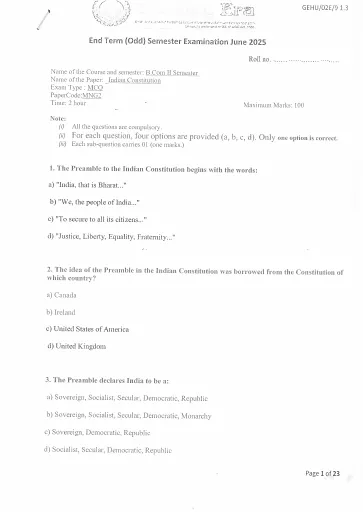 GEHU/02E/9 1.3
Era
End Term (Odd) Semester Examination June 2025
Roll no. ..............................
Name of the Course and semester: B.Com II Semester
Name of the Paper: Indian Constitution
Exam Type : MCQ
PaperCode:MNG2
Time: 2 hour Maximum Marks: 100
Note:
(i) All the questions are compulsory.
(ii) For each question, four options are provided (a, b, c, d). Only one option is correct.
(iii) Each sub-question carries 01 (one marks.)
1. The Preamble to the Indian Constitution begins with the words:
a) "India, that is Bharat..."
b) "We, the people of India..."
c) "To secure to all its citizens..."
d) "Justice, Liberty, Equality, Fraternity..."
2. The idea of the Preamble in the Indian Constitution was borrowed from the Constitution of
which country?
a) Canada
b) Ireland
c) United States of America
d) United Kingdom
3. The Preamble declares India to be a:
a) Sovereign, Socialist, Secular, Democratic, Republic
b) Sovereign, Socialist, Secular, Democratic, Monarchy
c) Sovereign, Democratic, Republic
d) Socialist, Secular, Democratic, Republic
Page 1 of 23